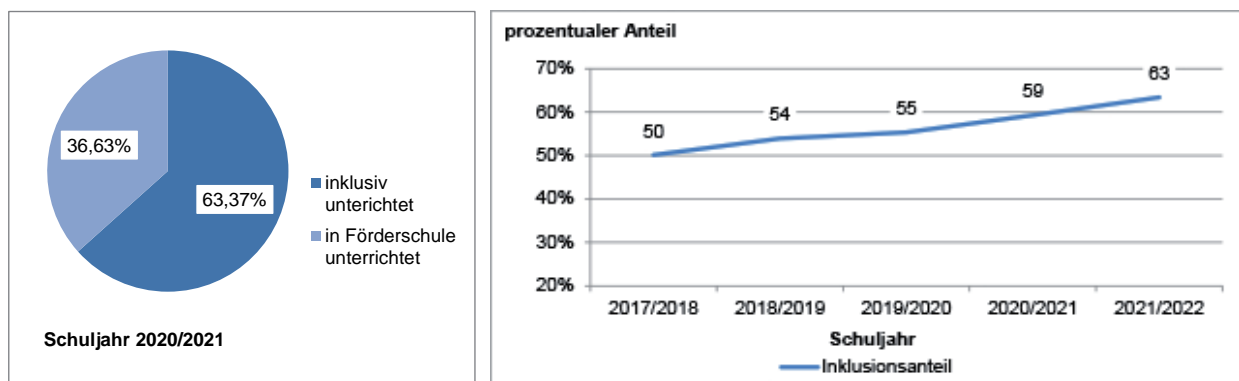 36,63%
63,37%
inklusiv
unterichtet
in Förderschule
unterrichtet
Schuljahr 2020/2021
prozentualer Anteil
70%
60%
50%
40%
30%
20%
50
54
55
59
63
2017/2018
2018/2019
2019/2020
2020/2021
2021/2022
Schuljahr
Inklusionsanteil